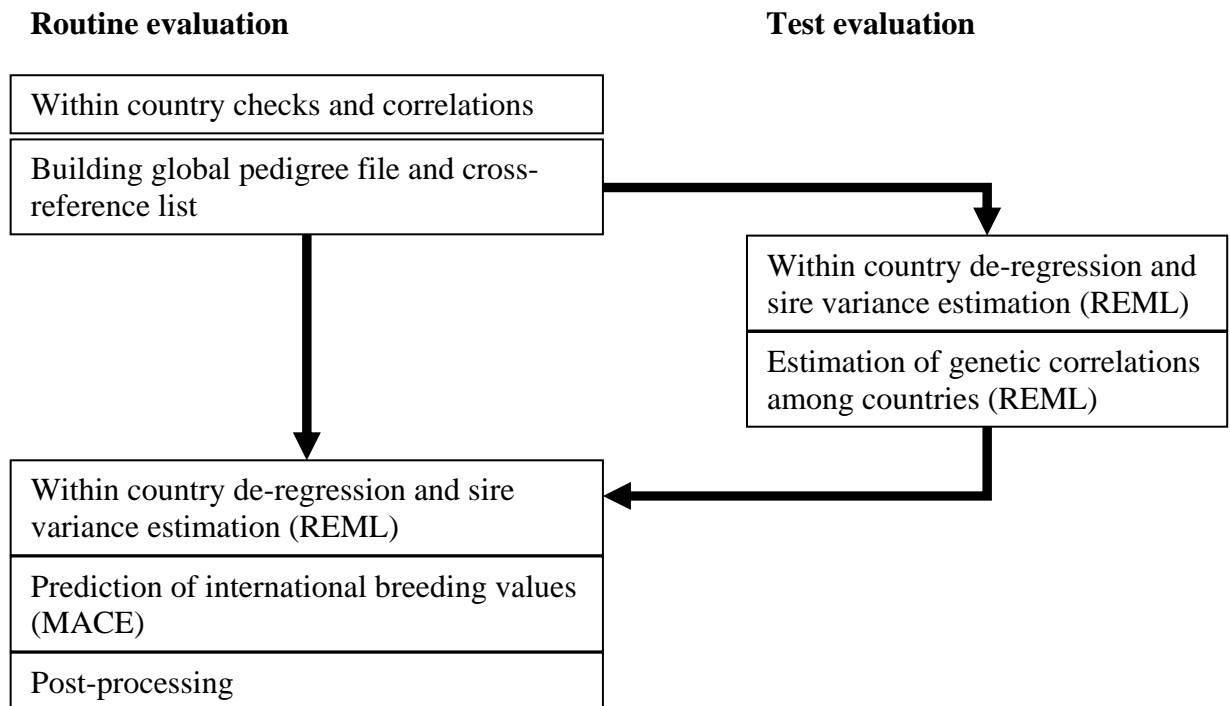 Routine evaluation
Test evaluation
Within country checks and correlations
Building global pedigree file and cross-
reference list
Within country de-regression and
sire variance estimation (REML)
Estimation of genetic correlations
among countries (REML)
Within country de-regression and sire
variance estimation (REML)
Prediction of international breeding values
(MACE)
Post-processing